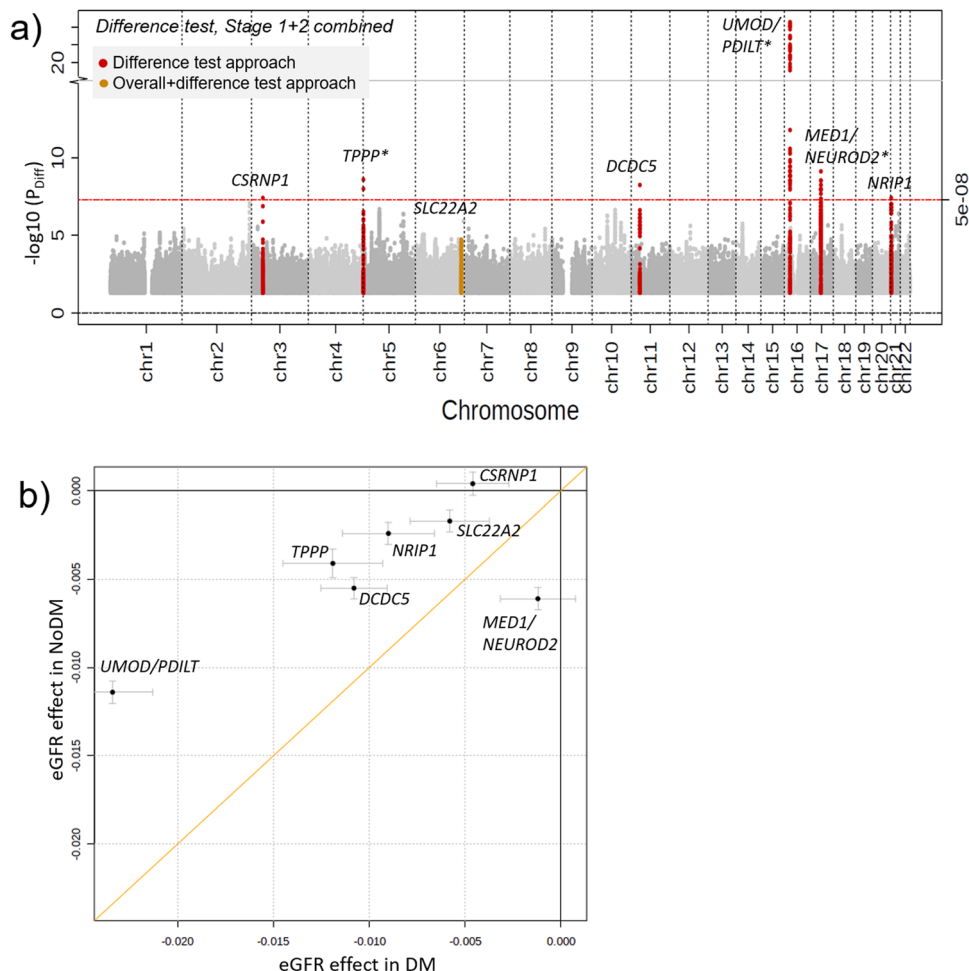 a)
Difference test, Stage 1+2 combined
Difference test approach
Overall+difference test approach
UMOD/
PDILT*
CSRNP1
TPPP*
SLC22A2
DCDC5
MED1/
NEUROD2*
NRIP1
-log10 (PDiff)
20
10
5
0
5e-08
chr1
chr2
chr3
chr4
chr5
chr6
chr7
chr8
chr9
chr10
chr11
chr12
chr13
chr14
chr15
chr16
chr17
chr18
chr19
chr20
chr21
chr22
Chromosome
b)
CSRNP1
SLC22A2
NRIP1
TPPP
DCDC5
MED1/
NEUROD2
UMOD/PDILT
eGFR effect in NoDM
0.000
-0.005
-0.010
-0.015
-0.020
-0.020
-0.015
-0.010
-0.005
0.000
eGFR effect in DM